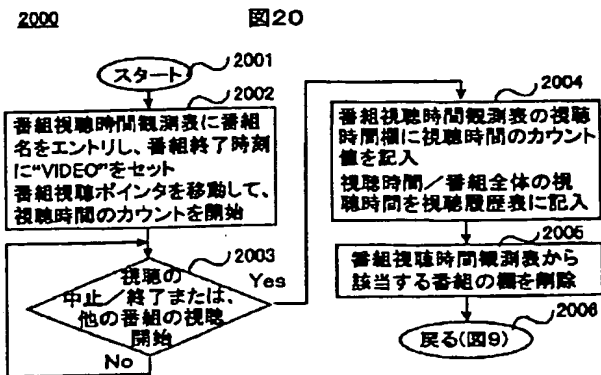 2000
図20
スタート
2001
2002
番組視聴時間観測表に番組
名をエントリし、番組終了時刻
に“VIDEO”をセット
番組視聴ポインタを移動して、
視聴時間のカウントを開始
2003
視聴の
中止/終了または、
他の番組の視聴
開始
Yes
No
2004
番組視聴時間観測表の視聴
時間欄に視聴時間のカウント
値を記入
視聴時間/番組全体の視
聴時間を視聴履歴表に記入
2005
番組視聴時間観測表から
該当する番組の欄を削除
2006
戻る(図9)